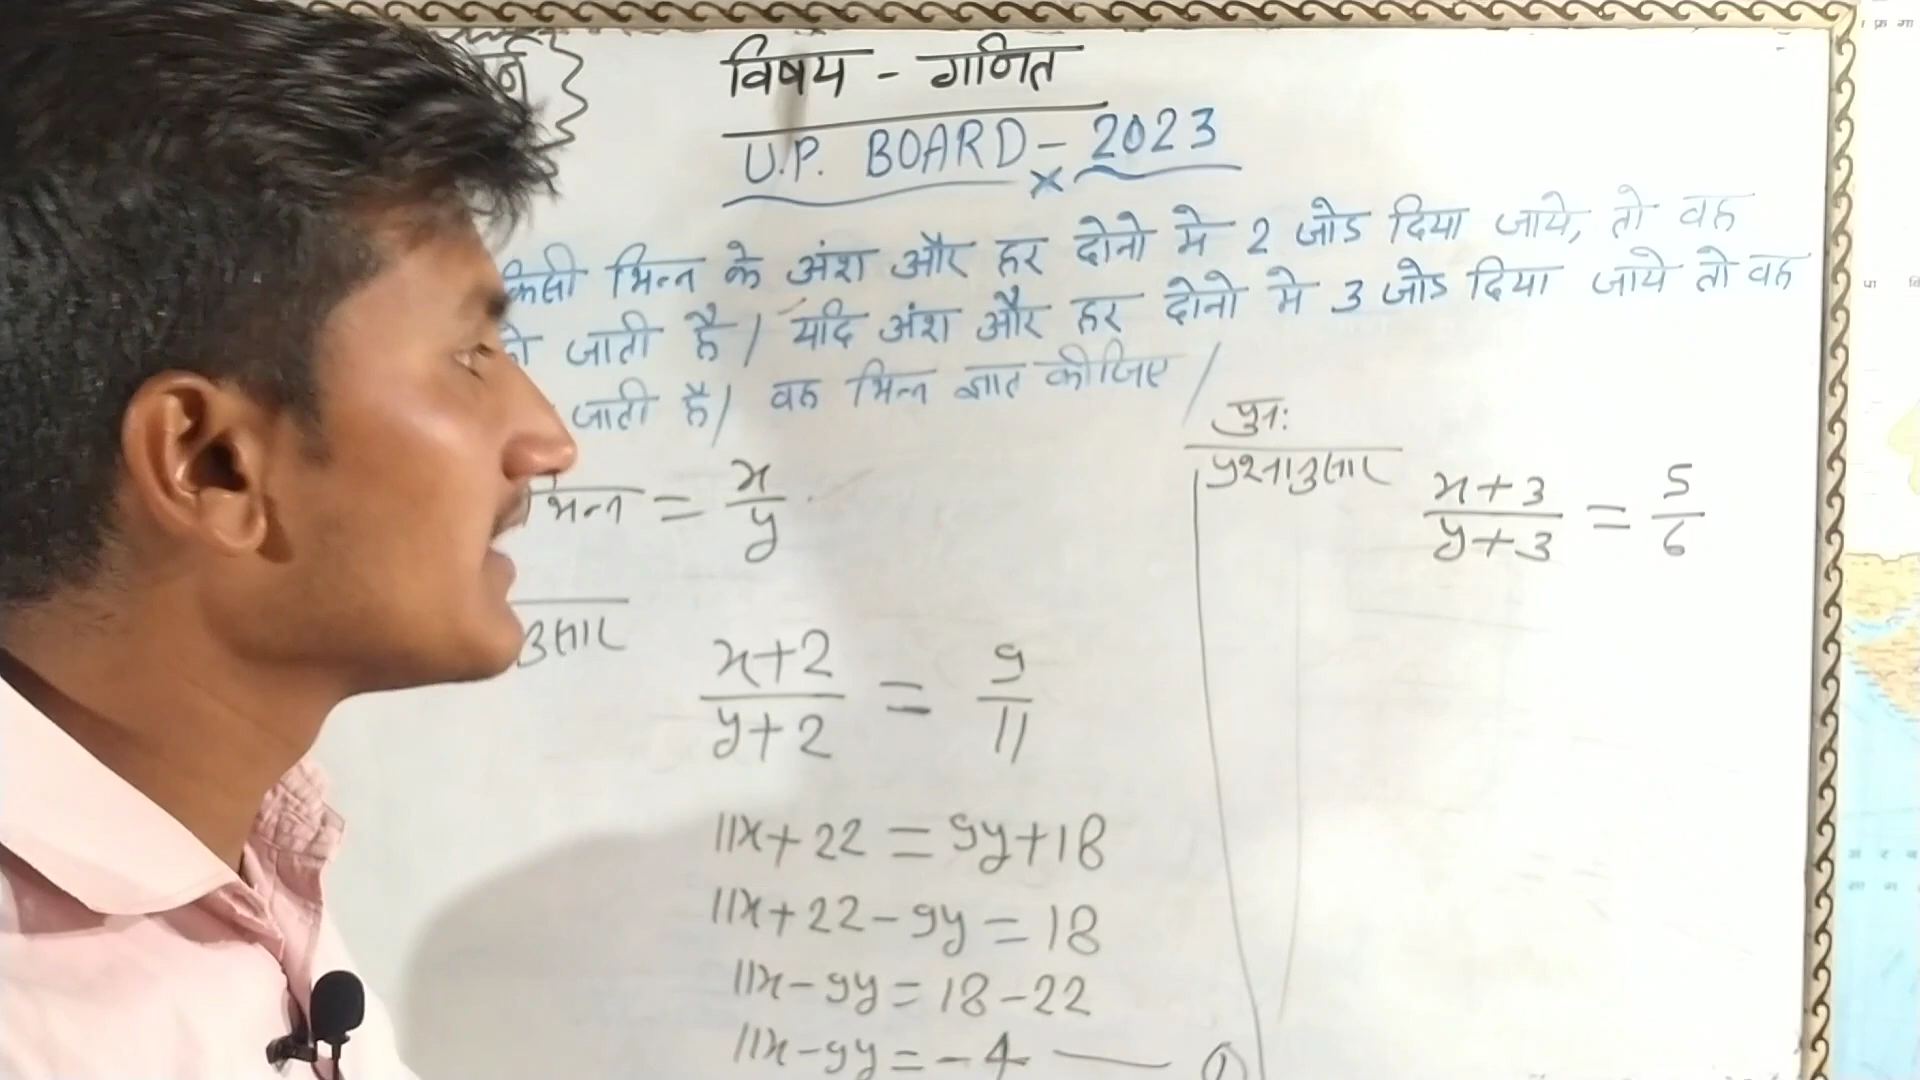 विषय - गणित
U.P. BOARD - 2023
किसी भिन्न के अंश और हर दोनो मे 2 जोड दिया जाये, तो वह
जाती है / यदि अंश और हर दोनो मे 3 जोड दिया जाये तो वह
जाती है / वह भिन्न ज्ञात कीजिए /
भिन्न = x/y
x+2/y+2 = 9/11
11x+22 = 9y+18
11x+22-9y = 18
11x-9y = 18-22
11x-9y = -4 —— ①
पुनः
प्रश्नानुसार
x+3/y+3 = 5/6